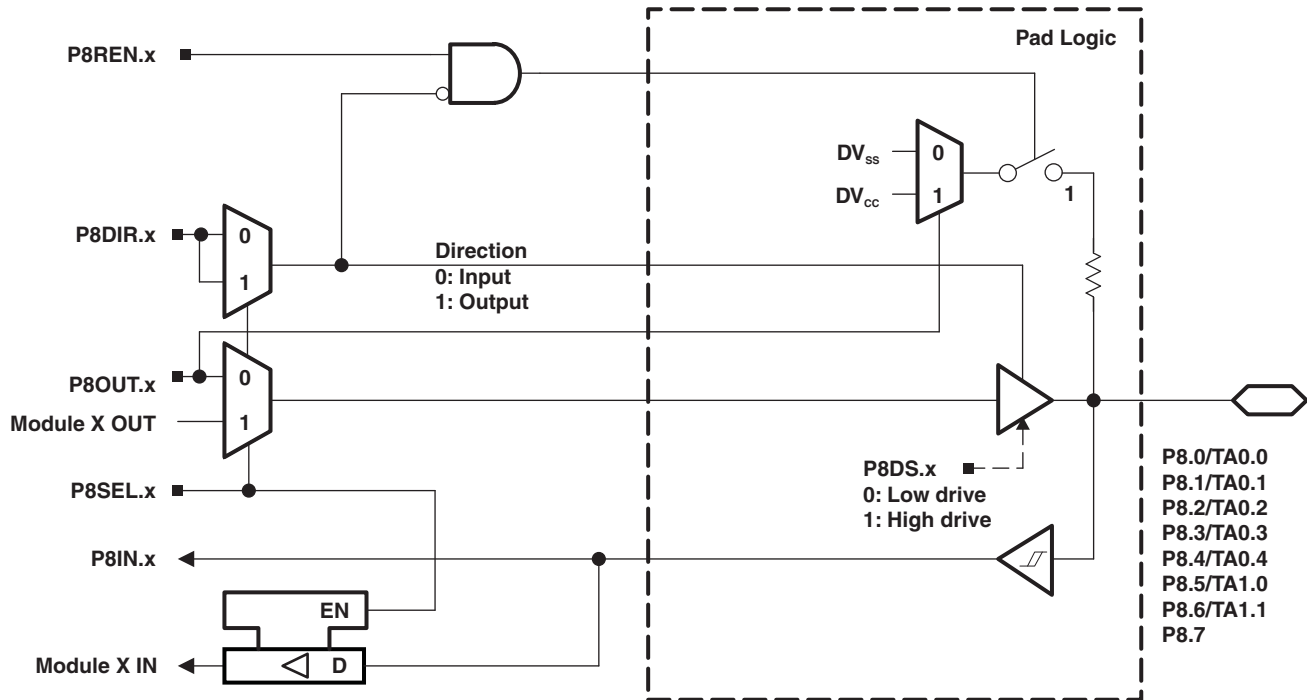 Pad Logic
P8REN.x
DVss
0
DVcc
1
1
P8DIR.x
0
1
Direction
0: Input
1: Output
P8OUT.x
0
Module X OUT
1
P8DS.x
0: Low drive
1: High drive
P8SEL.x
P8IN.x
EN
Module X IN
D
P8.0/TA0.0
P8.1/TA0.1
P8.2/TA0.2
P8.3/TA0.3
P8.4/TA0.4
P8.5/TA1.0
P8.6/TA1.1
P8.7